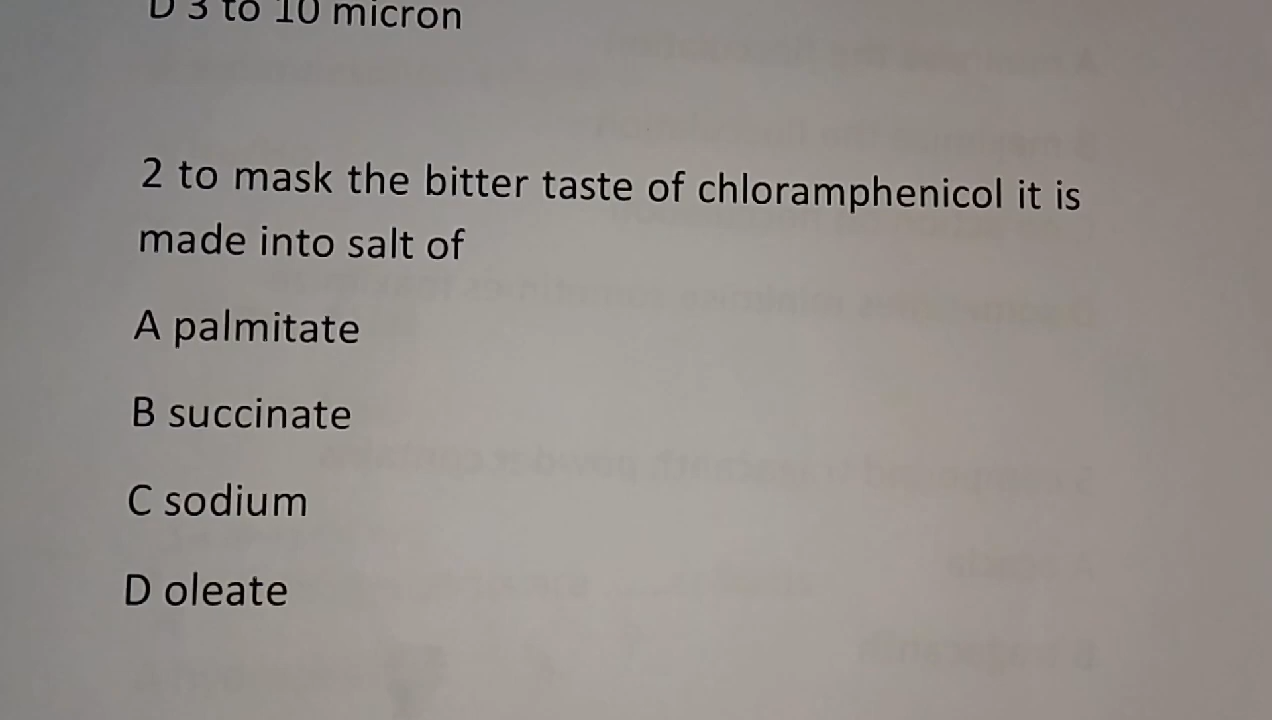 D 3 to 10 micron
2 to mask the bitter taste of chloramphenicol it is
made into salt of
A palmitate
B succinate
C sodium
D oleate